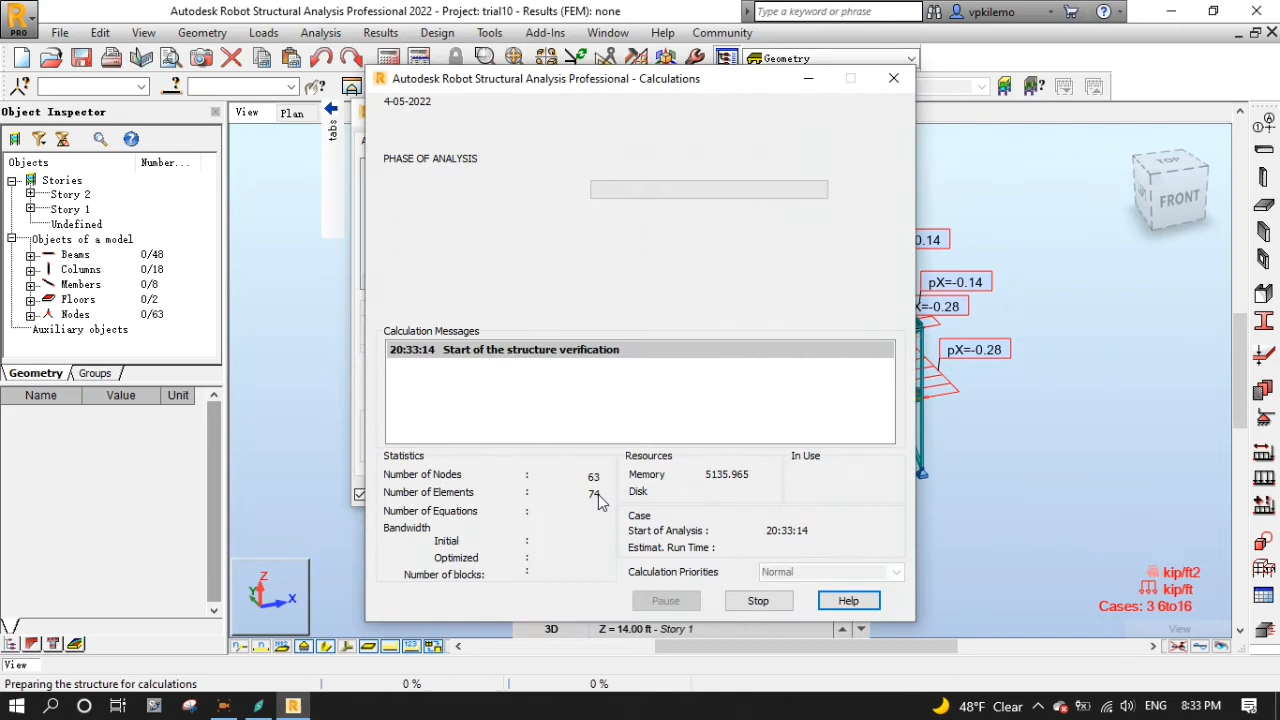 Autodesk Robot Structural Analysis Professional 2022 - Project: trial10 - Results (FEM): none
Type a keyword or phrase
vpkilemo
PRO
File Edit View Geometry Loads Analysis Results Design Tools Add-Ins Window Help Community
Geometry
Object Inspector
Objects Number...
Stories
Story 2
Story 1
Undefined
Objects of a model
Beams 0/48
Columns 0/18
Members 0/8
Floors 0/2
Nodes 0/63
Auxiliary objects
Geometry Groups
Name Value Unit
View Plan
tabs
Autodesk Robot Structural Analysis Professional - Calculations
4-05-2022
PHASE OF ANALYSIS
Calculation Messages
20:33:14 Start of the structure verification
Statistics
Number of Nodes : 63
Number of Elements : 74
Number of Equations :
Bandwidth
Initial :
Optimized :
Number of blocks: :
Resources
Memory 5135.965
Disk
In Use
Case
Start of Analysis : 20:33:14
Estimat. Run Time :
Calculation Priorities Normal
Pause Stop Help
TOP
FRONT
0.14
pX=-0.14
X=-0.28
pX=-0.28
kip/ft2
kip/ft
Cases: 3 6to16
Z
X
3D Z = 14.00 ft - Story 1
View
View
Preparing the structure for calculations 0 % 0 %
48°F Clear ENG 8:33 PM